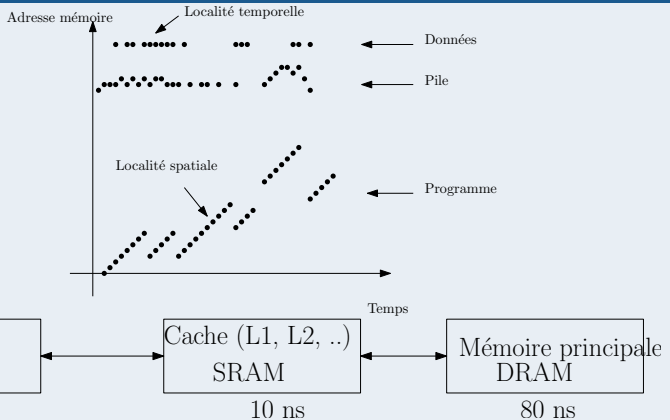 Adresse mémoire
Localité temporelle
Données
Pile
Localité spatiale
Programme
Temps
Cache (L1, L2, ..)
SRAM
Mémoire principale
DRAM
10 ns
80 ns